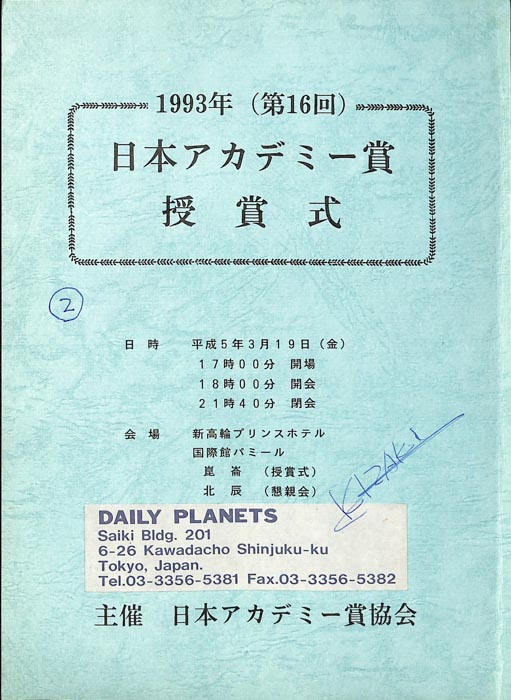 1993年（第16回）
日本アカデミー賞
授賞式
2
日時 平成5年3月19日（金）
17時00分 開場
18時00分 開会
21時40分 閉会
会場 新高輪プリンスホテル
国際館パミール
崑崙（授賞式）
北辰（懇親会）
DAILY PLANETS
Saiki Bldg. 201
6-26 Kawadacho Shinjuku-ku
Tokyo, Japan.
Tel.03-3356-5381 Fax.03-3356-5382
主催 日本アカデミー賞協会